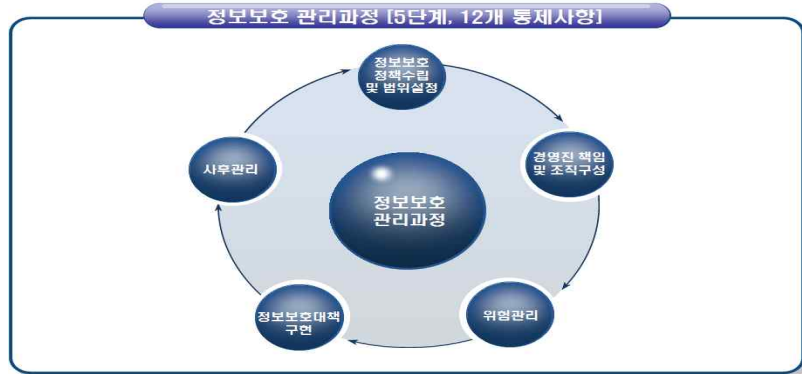 정보보호 관리과정 [5단계, 12개 통제사항]
정보보호
정책수립
및 범위설정
경영진 책임
및 조직구성
위험관리
정보보호대책
구현
사후관리
정보보호
관리과정